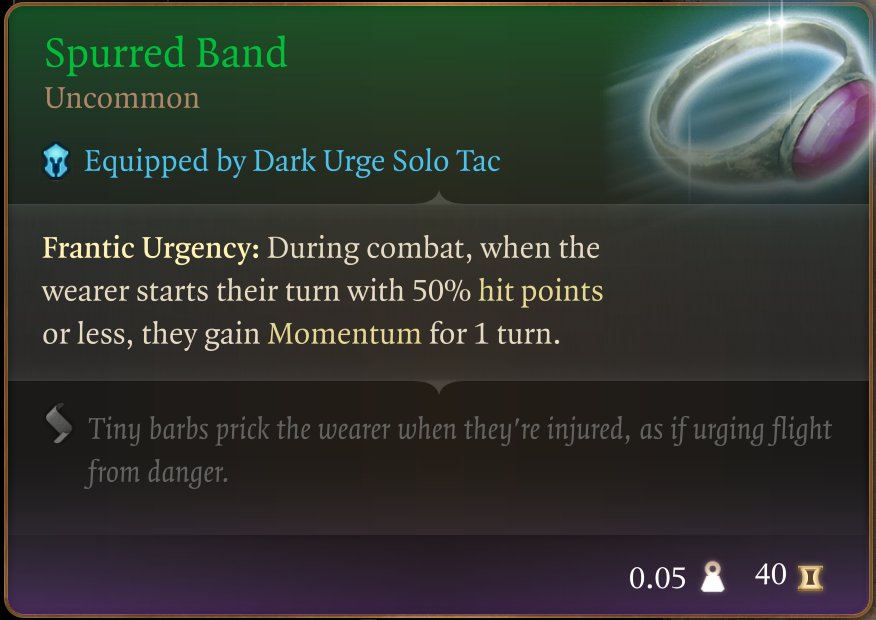 Spurred Band
Uncommon
Equipped by Dark Urge Solo Tac
Frantic Urgency: During combat, when the
wearer starts their turn with 50% hit points
or less, they gain Momentum for 1 turn.
Tiny barbs prick the wearer when they're injured, as if urging flight
from danger.
0.05 40